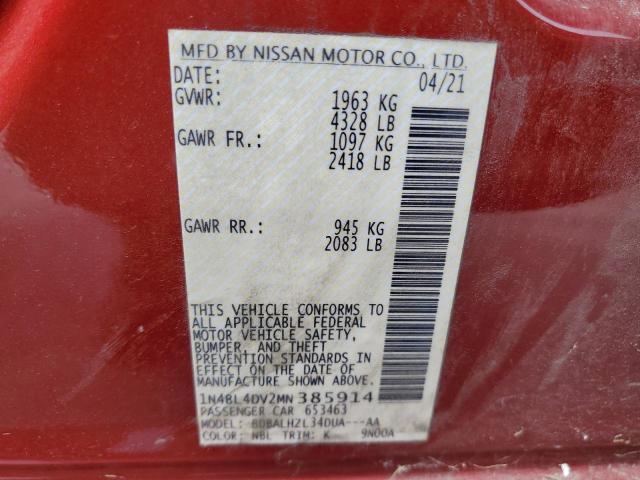 MFD BY NISSAN MOTOR CO., LTD.
DATE: 04/21
GVWR: 1963 KG
4328 LB
GAWR FR.: 1097 KG
2418 LB
GAWR RR.: 945 KG
2083 LB
THIS VEHICLE CONFORMS TO
ALL APPLICABLE FEDERAL
MOTOR VEHICLE SAFETY,
BUMPER, AND THEFT
PREVENTION STANDARDS IN
EFFECT ON THE DATE OF
MANUFACTURE SHOWN ABOVE.
1N4BL4DV2MN385914
PASSENGER CAR 653463
MODEL: BDBALHZL34DUA---AA
COLOR: NBL TRIM: K 9N00A